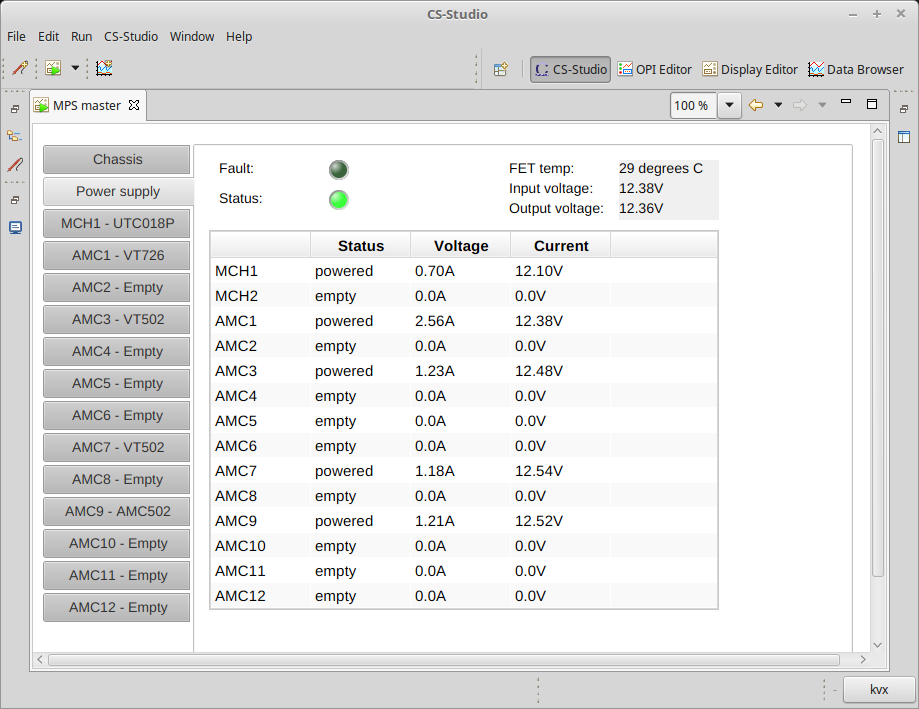 CS-Studio
File Edit Run CS-Studio Window Help
CS-Studio OPI Editor Display Editor Data Browser
MPS master
100 %
Chassis
Power supply
MCH1 - UTC018P
AMC1 - VT726
AMC2 - Empty
AMC3 - VT502
AMC4 - Empty
AMC5 - Empty
AMC6 - Empty
AMC7 - VT502
AMC8 - Empty
AMC9 - AMC502
AMC10 - Empty
AMC11 - Empty
AMC12 - Empty
Fault:
Status:
FET temp: 29 degrees C
Input voltage: 12.38V
Output voltage: 12.36V
Status Voltage Current
MCH1 powered 0.70A 12.10V
MCH2 empty 0.0A 0.0V
AMC1 powered 2.56A 12.38V
AMC2 empty 0.0A 0.0V
AMC3 powered 1.23A 12.48V
AMC4 empty 0.0A 0.0V
AMC5 empty 0.0A 0.0V
AMC6 empty 0.0A 0.0V
AMC7 powered 1.18A 12.54V
AMC8 empty 0.0A 0.0V
AMC9 powered 1.21A 12.52V
AMC10 empty 0.0A 0.0V
AMC11 empty 0.0A 0.0V
AMC12 empty 0.0A 0.0V
kvx